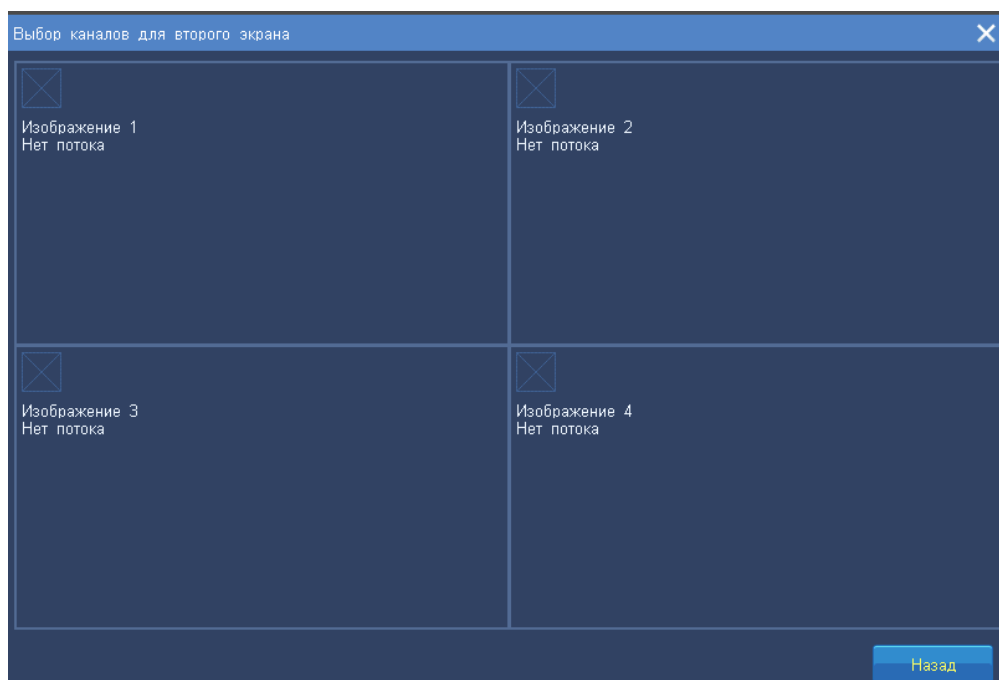 Выбор каналов для второго экрана
Изображение 1
Нет потока
Изображение 2
Нет потока
Изображение 3
Нет потока
Изображение 4
Нет потока
Назад